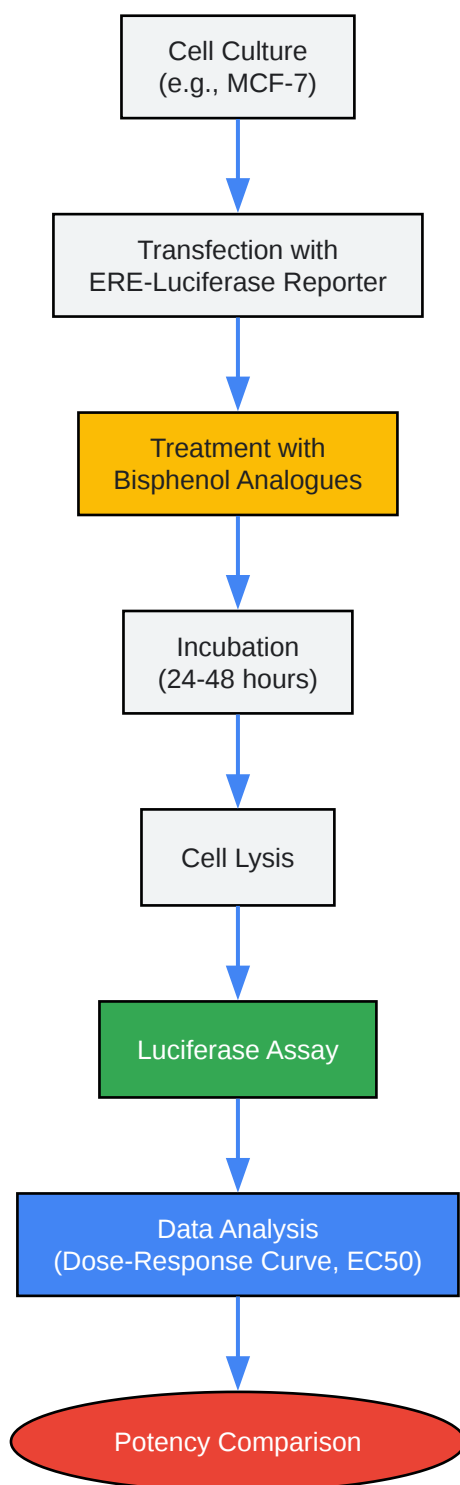 Cell Culture
(e.g., MCF-7)
Transfection with
ERE-Luciferase Reporter
Treatment with
Bisphenol Analogues
Incubation
(24-48 hours)
Cell Lysis
Luciferase Assay
Data Analysis
(Dose-Response Curve, EC50)
Potency Comparison